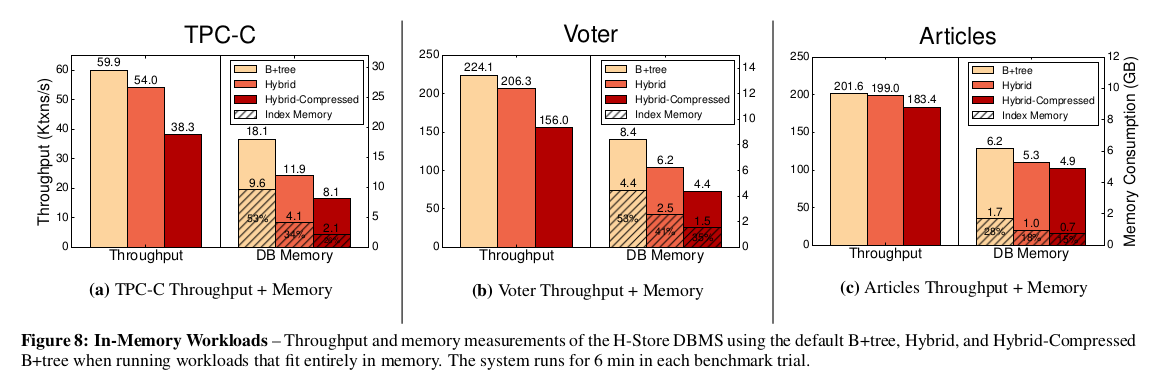 TPC-C
Voter
Articles
Throughput (Ktxns/s)
60
50
40
30
20
10
0
59.9
54.0
38.3
B+tree
Hybrid
Hybrid-Compressed
Index Memory
18.1
11.9
8.1
9.6
4.1
2.1
53%
34%
30
25
20
15
10
5
0
Throughput
DB Memory
(a) TPC-C Throughput + Memory
250
200
150
100
50
0
224.1
206.3
156.0
B+tree
Hybrid
Hybrid-Compressed
Index Memory
8.4
6.2
4.4
4.4
2.5
1.5
53%
41%
14
12
10
8
6
4
2
0
Throughput
DB Memory
(b) Voter Throughput + Memory
250
200
150
100
50
0
201.6
199.0
183.4
B+tree
Hybrid
Hybrid-Compressed
Index Memory
6.2
5.3
4.9
1.7
1.0
0.7
28%
18%
15%
12
10
8
6
4
2
0
Memory Consumption (GB)
Throughput
DB Memory
(c) Articles Throughput + Memory
Figure 8: In-Memory Workloads – Throughput and memory measurements of the H-Store DBMS using the default B+tree, Hybrid, and Hybrid-Compressed
B+tree when running workloads that fit entirely in memory. The system runs for 6 min in each benchmark trial.